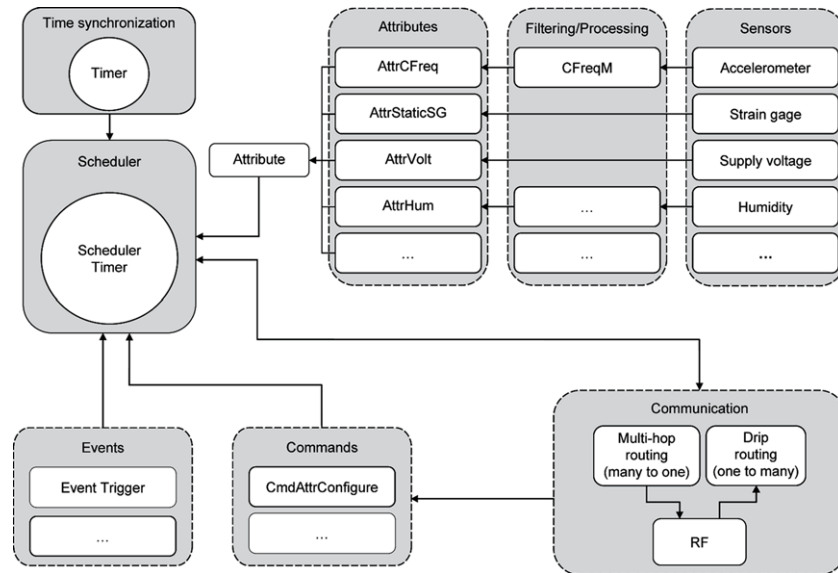 Time synchronization
Timer
Scheduler
Scheduler
Timer
Attribute
Attributes
AttrCFreq
AttrStaticSG
AttrVolt
AttrHum
...
Filtering/Processing
CFreqM
...
...
Sensors
Accelerometer
Strain gage
Supply voltage
Humidity
...
Events
Event Trigger
...
Commands
CmdAttrConfigure
...
Communication
Multi-hop
routing
(many to one)
Drip
routing
(one to many)
RF